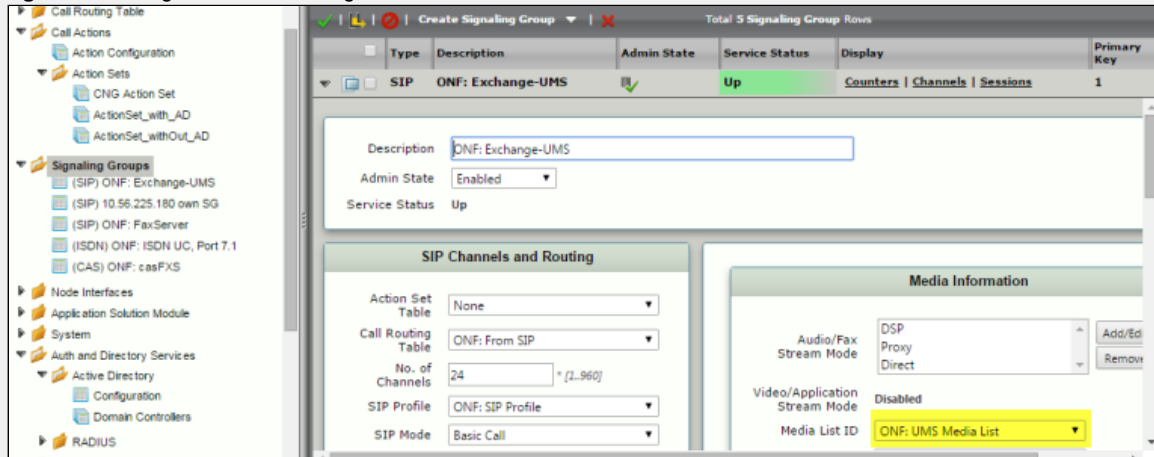 Call Routing Table
Call Actions
Action Configuration
Action Sets
CNG Action Set
ActionSet_with_AD
ActionSet_withOut_AD
Signaling Groups
(SIP) ONF: Exchange-UMS
(SIP) 10.56.225.180 own SG
(SIP) ONF: FaxServer
(ISDN) ONF: ISDN UC, Port 7.1
(CAS) ONF: casFXS
Node Interfaces
Application Solution Module
System
Auth and Directory Services
Active Directory
Configuration
Domain Controllers
RADIUS
| Create Signaling Group | Total 5 Signaling Group Rows
Type Description Admin State Service Status Display Primary Key
SIP ONF: Exchange-UMS Up Counters | Channels | Sessions 1
Description ONF: Exchange-UMS
Admin State Enabled
Service Status Up
SIP Channels and Routing
Action Set Table None
Call Routing Table ONF: From SIP
No. of Channels 24 * [1..960]
SIP Profile ONF: SIP Profile
SIP Mode Basic Call
Media Information
Audio/Fax Stream Mode
DSP
Proxy
Direct
Add/Ed
Remove
Video/Application Stream Mode Disabled
Media List ID ONF: UMS Media List